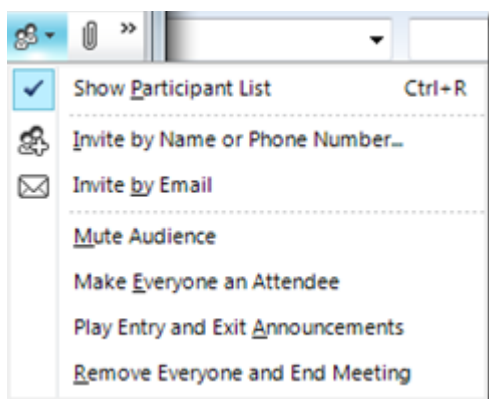 »
Show Participant List Ctrl+R
Invite by Name or Phone Number...
Invite by Email
Mute Audience
Make Everyone an Attendee
Play Entry and Exit Announcements
Remove Everyone and End Meeting